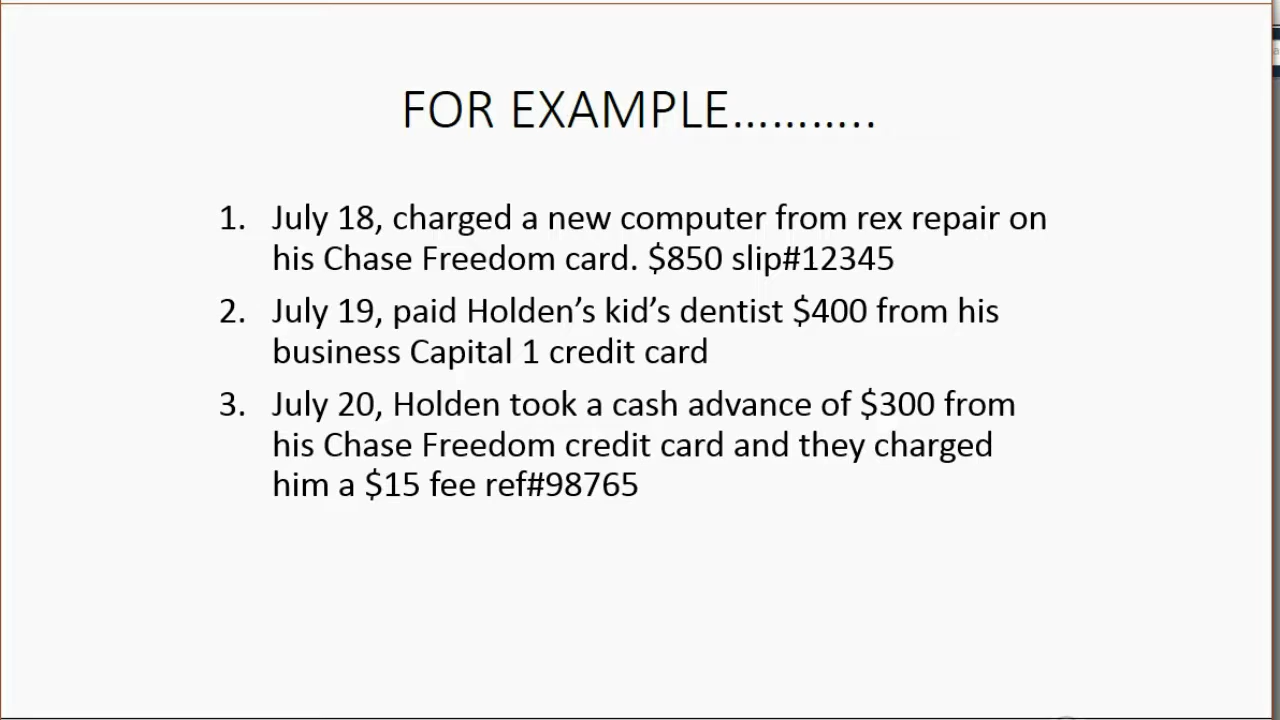 FOR EXAMPLE………..
1. July 18, charged a new computer from rex repair on
his Chase Freedom card. $850 slip#12345
2. July 19, paid Holden’s kid’s dentist $400 from his
business Capital 1 credit card
3. July 20, Holden took a cash advance of $300 from
his Chase Freedom credit card and they charged
him a $15 fee ref#98765